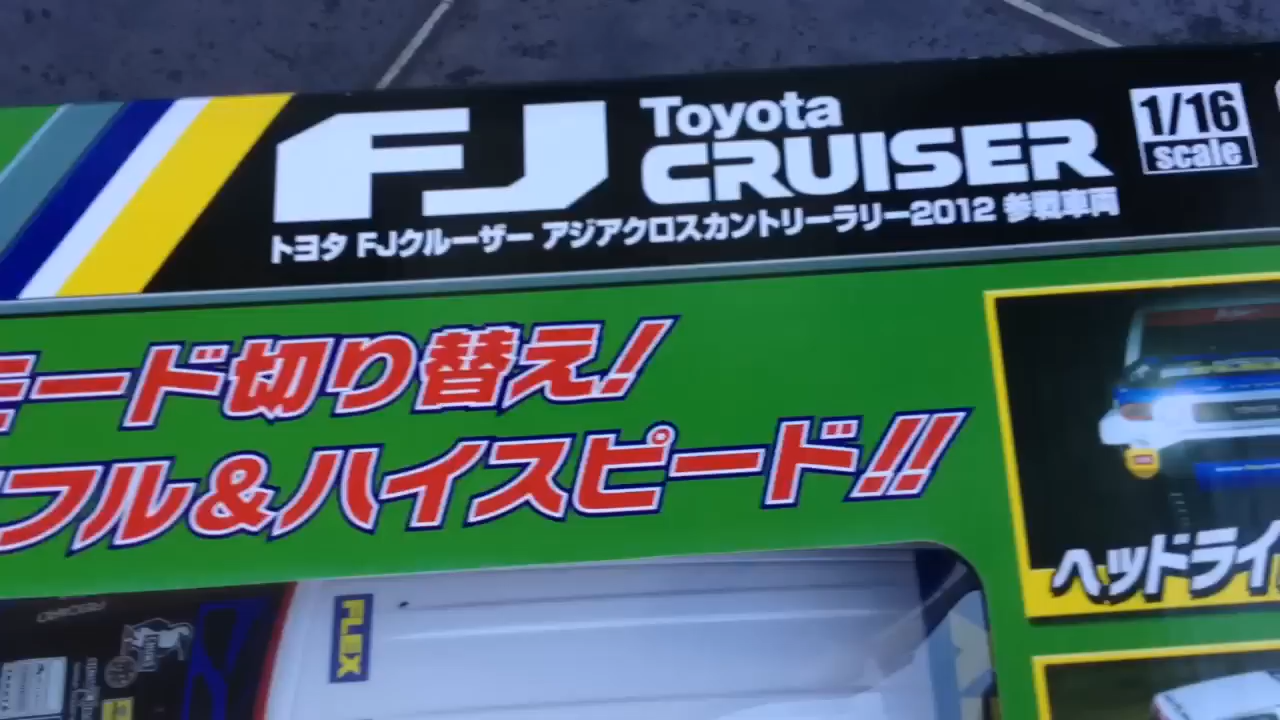 FJ Toyota CRUISER 1/16 scale
トヨタ FJクルーザー アジアクロスカントリーラリー2012 参戦車両
モード切り替え!
フル&ハイスピード!!
ヘッドライ
FLEX